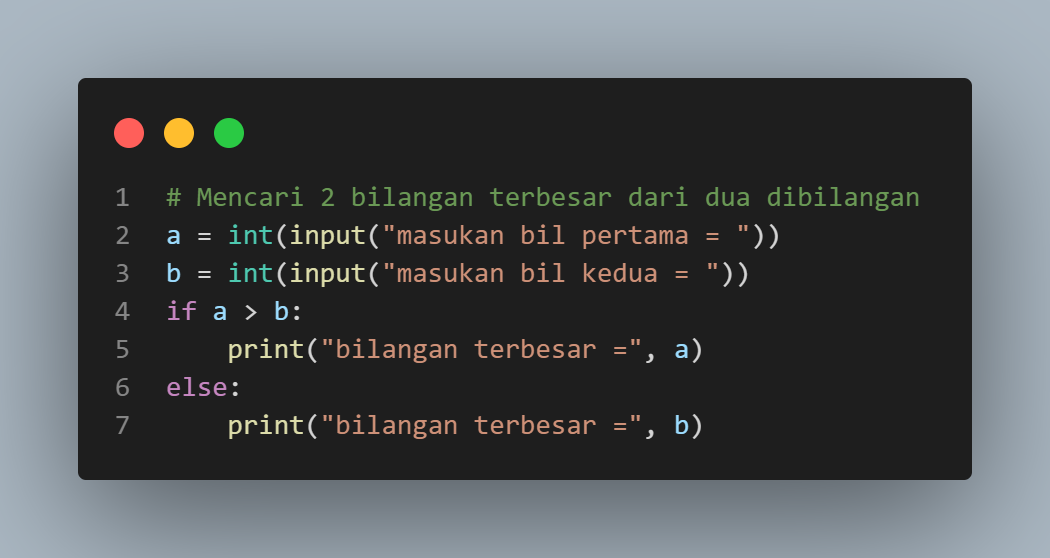 1 # Mencari 2 bilangan terbesar dari dua dibilangan
2 a = int(input("masukan bil pertama = "))
3 b = int(input("masukan bil kedua = "))
4 if a > b:
5     print("bilangan terbesar =", a)
6 else:
7     print("bilangan terbesar =", b)